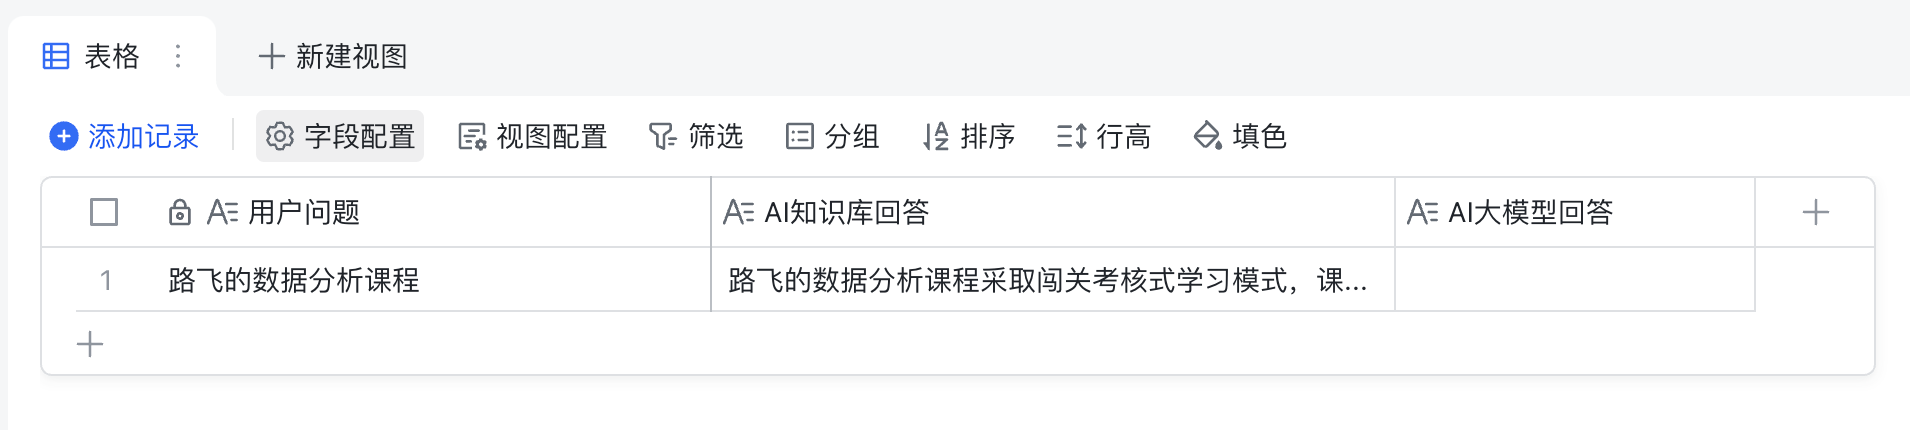 表格 新建视图
添加记录 字段配置 视图配置 筛选 分组 排序 行高 填色
用户问题 AI知识库回答 AI大模型回答
1 路飞的数据分析课程 路飞的数据分析课程采取闯关考核式学习模式，课...